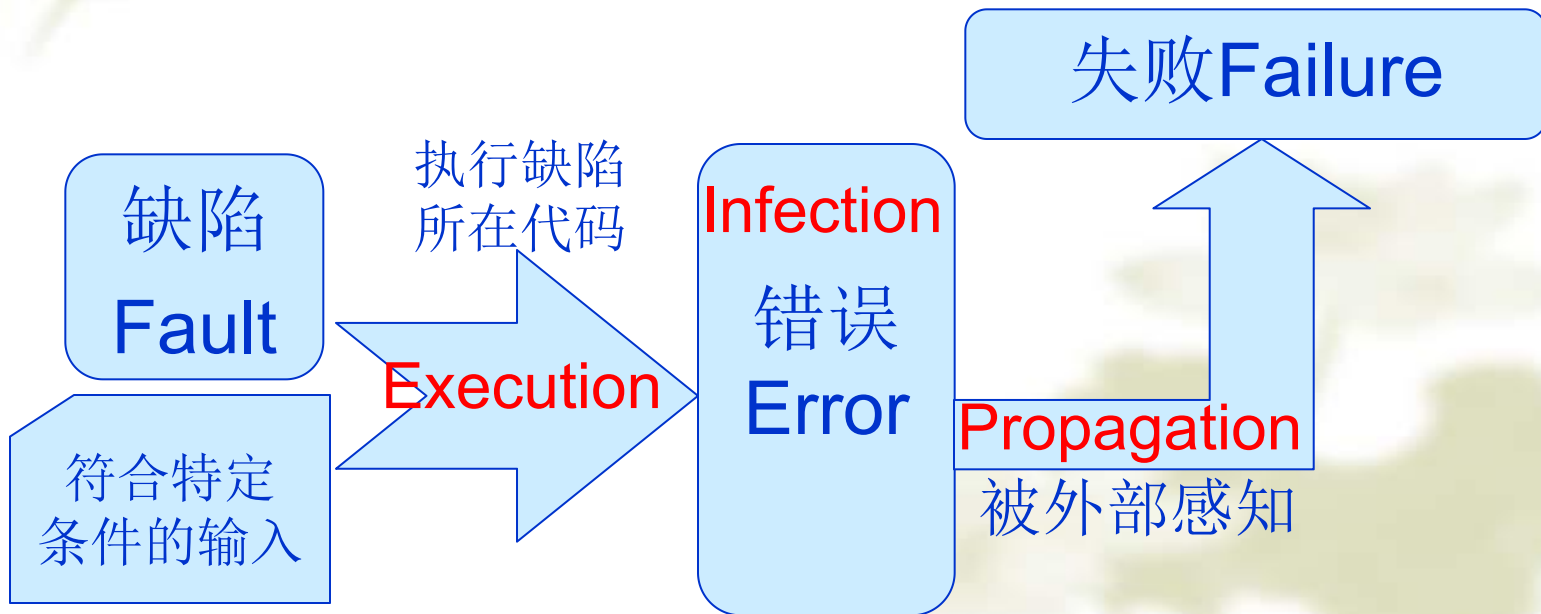 缺陷
Fault
符合特定
条件的输入
执行缺陷
所在代码
Execution
Infection
错误
Error
Propagation
被外部感知
失败Failure